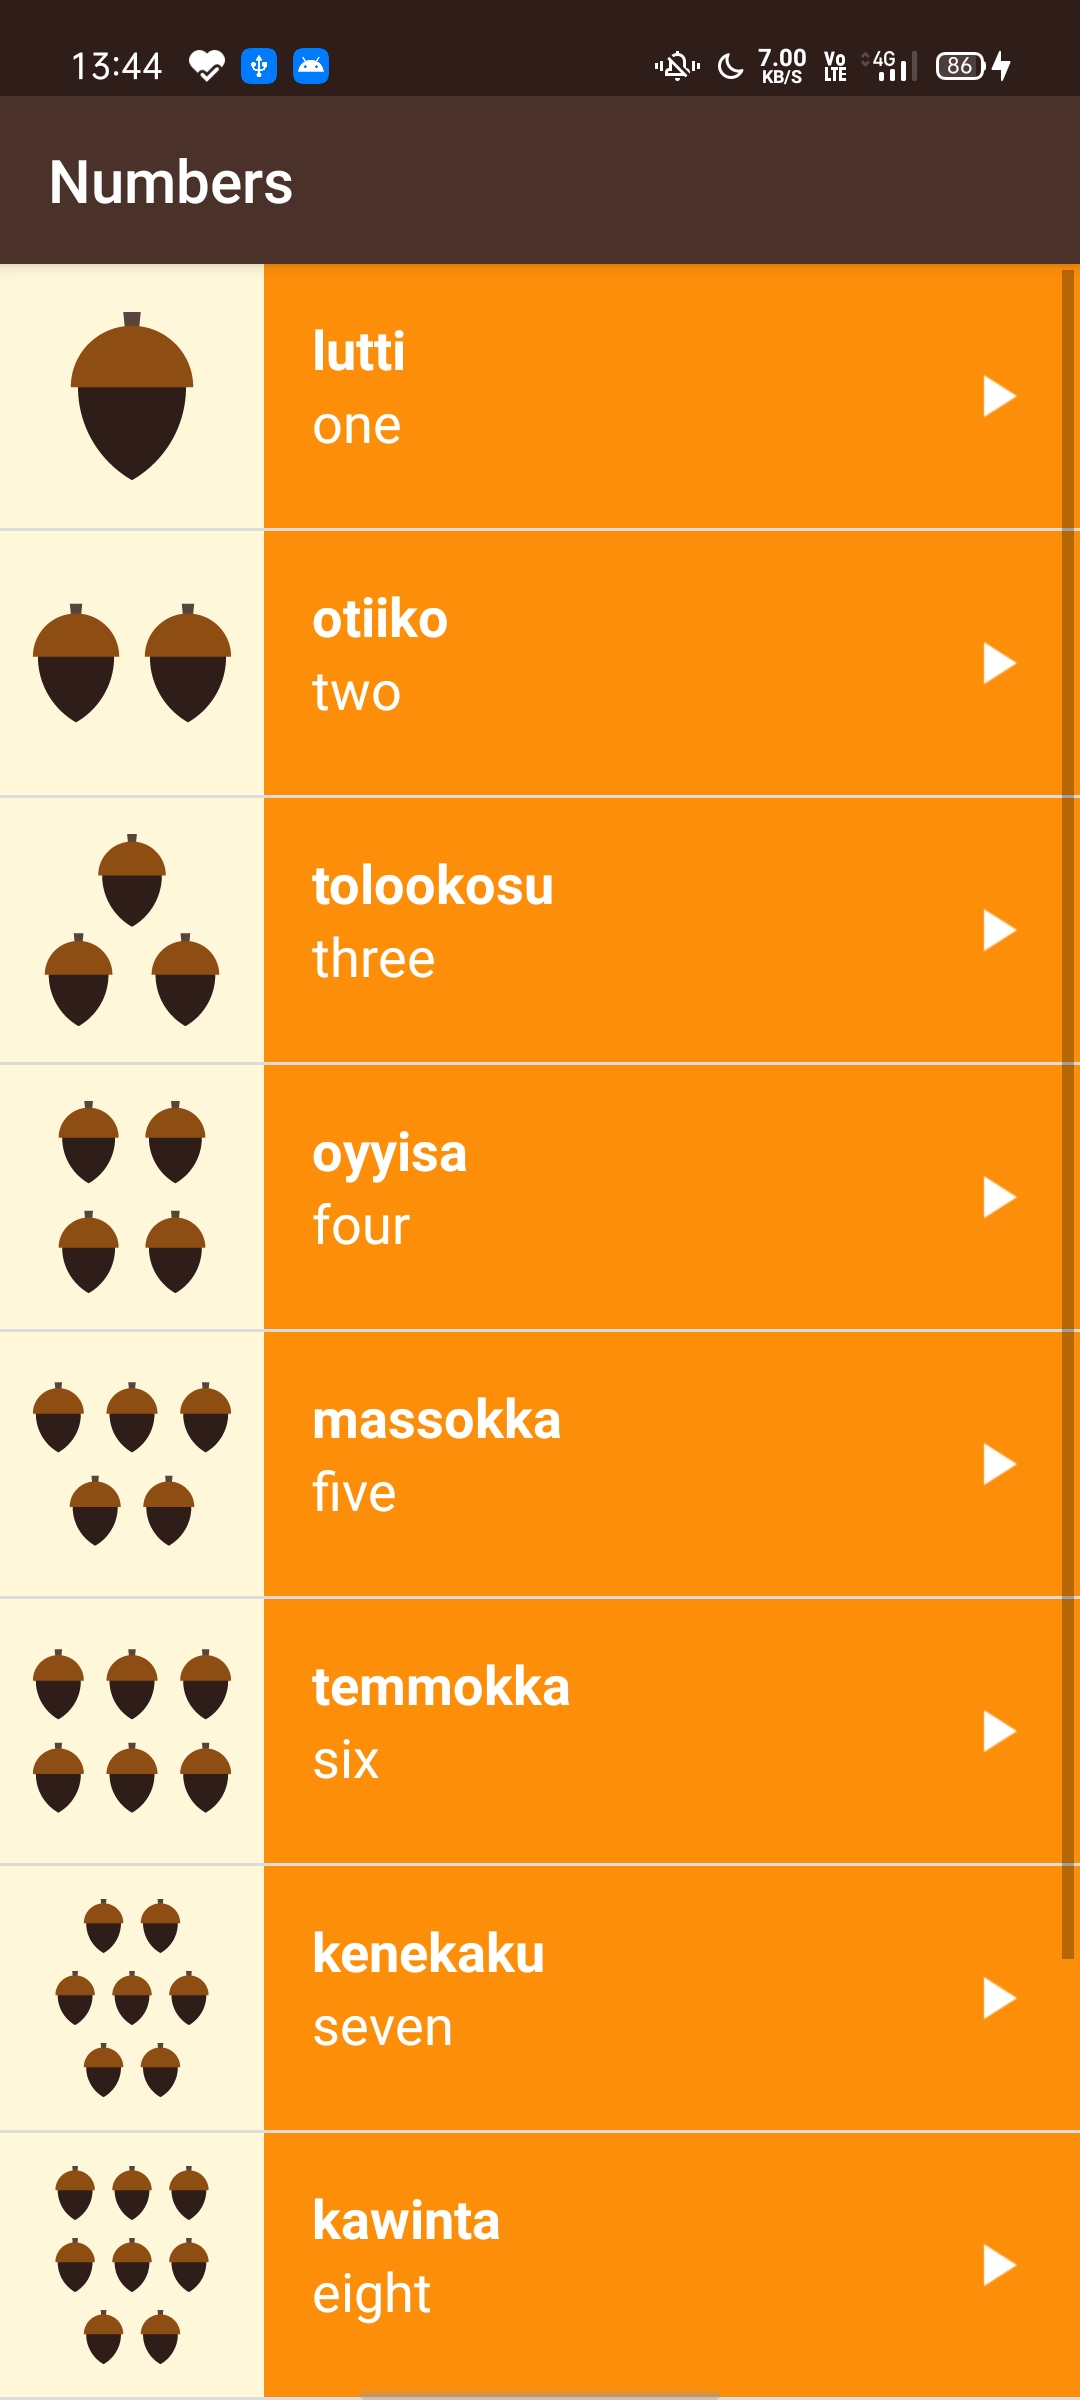 13:44 7.00 KB/S Vo LTE 4G 86
Numbers
lutti
one
otiiko
two
tolookosu
three
oyyisa
four
massokka
five
temmokka
six
kenekaku
seven
kawinta
eight